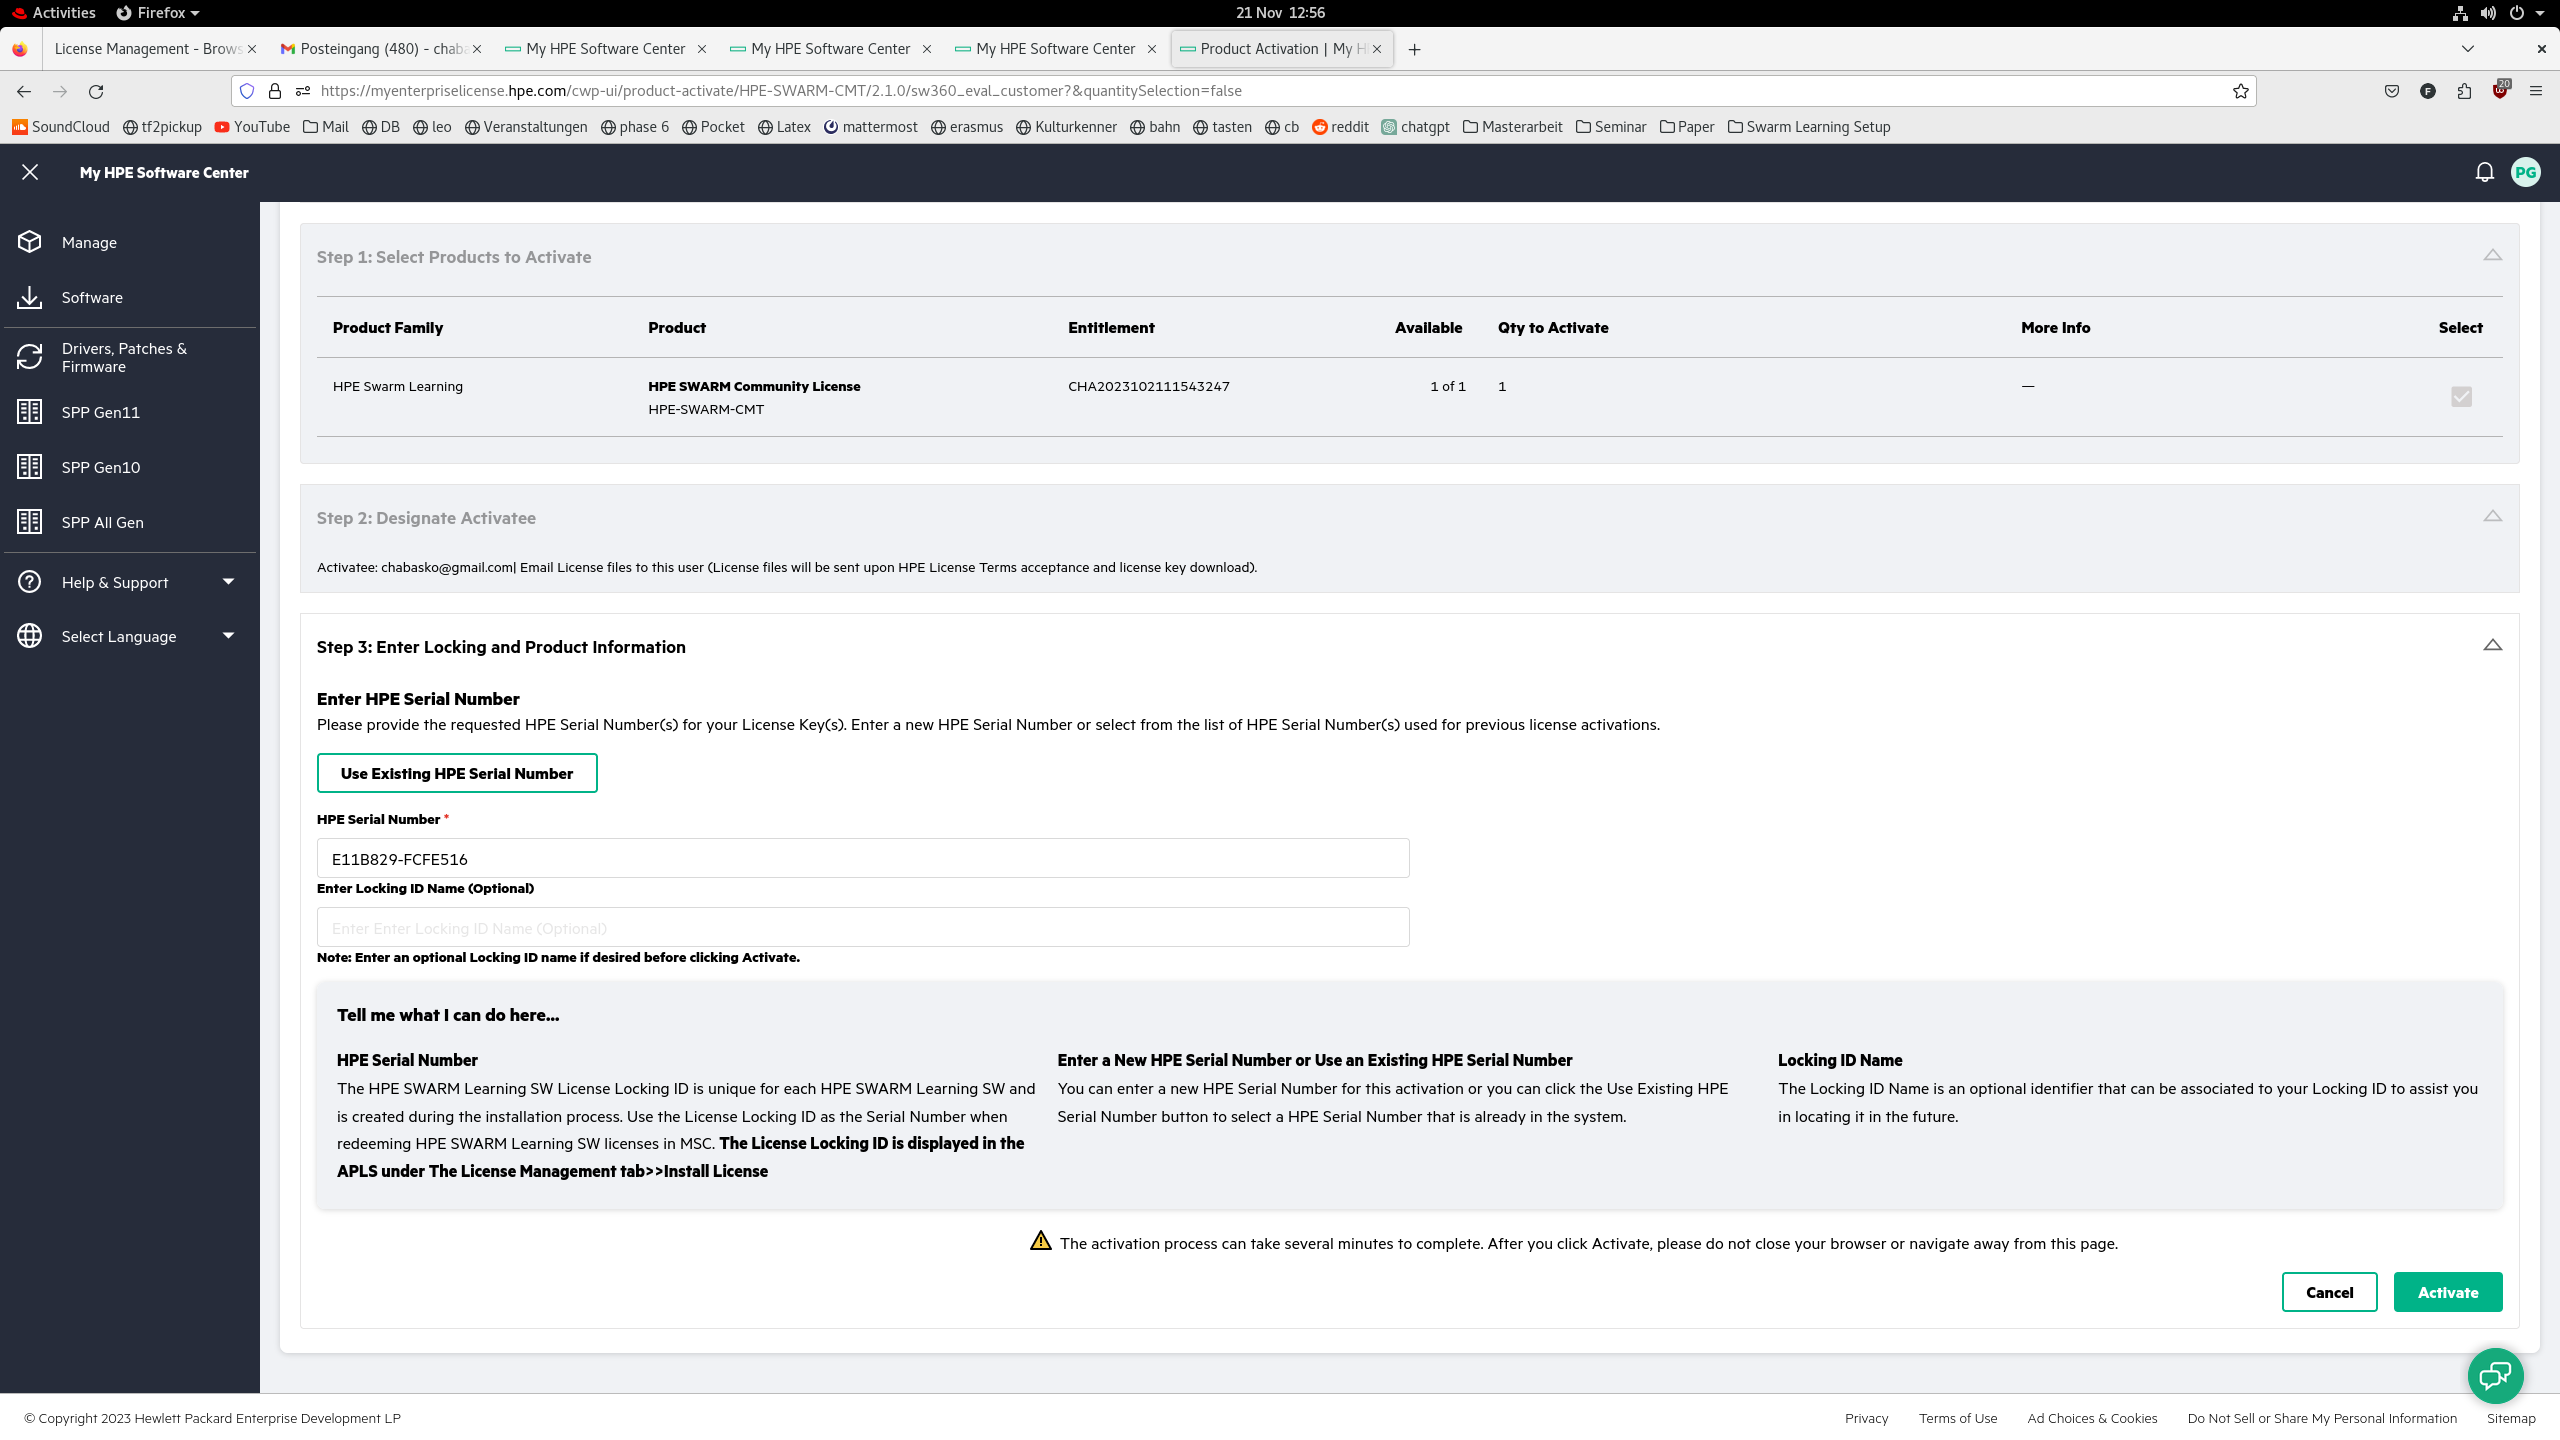 Activities
Firefox
21 Nov 12:56
License Management - Brows
Posteingang (480) - chaba
My HPE Software Center
My HPE Software Center
My HPE Software Center
Product Activation | My H
https://myenterpriselicense.hpe.com/cwp-ui/product-activate/HPE-SWARM-CMT/2.1.0/sw360_eval_customer?&quantitySelection=false
20
SoundCloud
tf2pickup
YouTube
Mail
DB
leo
Veranstaltungen
phase 6
Pocket
Latex
mattermost
erasmus
Kulturkenner
bahn
tasten
cb
reddit
chatgpt
Masterarbeit
Seminar
Paper
Swarm Learning Setup
My HPE Software Center
PG
Manage
Software
Drivers, Patches &
Firmware
SPP Gen11
SPP Gen10
SPP All Gen
Help & Support
Select Language
Step 1: Select Products to Activate
Product Family
Product
Entitlement
Available
Qty to Activate
More Info
Select
HPE Swarm Learning
HPE SWARM Community License
HPE-SWARM-CMT
CHA2023102111543247
1 of 1
1
—
Step 2: Designate Activatee
Activatee: chabasko@gmail.com| Email License files to this user (License files will be sent upon HPE License Terms acceptance and license key download).
Step 3: Enter Locking and Product Information
Enter HPE Serial Number
Please provide the requested HPE Serial Number(s) for your License Key(s). Enter a new HPE Serial Number or select from the list of HPE Serial Number(s) used for previous license activations.
Use Existing HPE Serial Number
HPE Serial Number *
E11B829-FCFE516
Enter Locking ID Name (Optional)
Enter Enter Locking ID Name (Optional)
Note: Enter an optional Locking ID name if desired before clicking Activate.
Tell me what I can do here...
HPE Serial Number
The HPE SWARM Learning SW License Locking ID is unique for each HPE SWARM Learning SW and
is created during the installation process. Use the License Locking ID as the Serial Number when
redeeming HPE SWARM Learning SW licenses in MSC. The License Locking ID is displayed in the
APLS under The License Management tab>>Install License
Enter a New HPE Serial Number or Use an Existing HPE Serial Number
You can enter a new HPE Serial Number for this activation or you can click the Use Existing HPE
Serial Number button to select a HPE Serial Number that is already in the system.
Locking ID Name
The Locking ID Name is an optional identifier that can be associated to your Locking ID to assist you
in locating it in the future.
The activation process can take several minutes to complete. After you click Activate, please do not close your browser or navigate away from this page.
Cancel
Activate
© Copyright 2023 Hewlett Packard Enterprise Development LP
Privacy
Terms of Use
Ad Choices & Cookies
Do Not Sell or Share My Personal Information
Sitemap